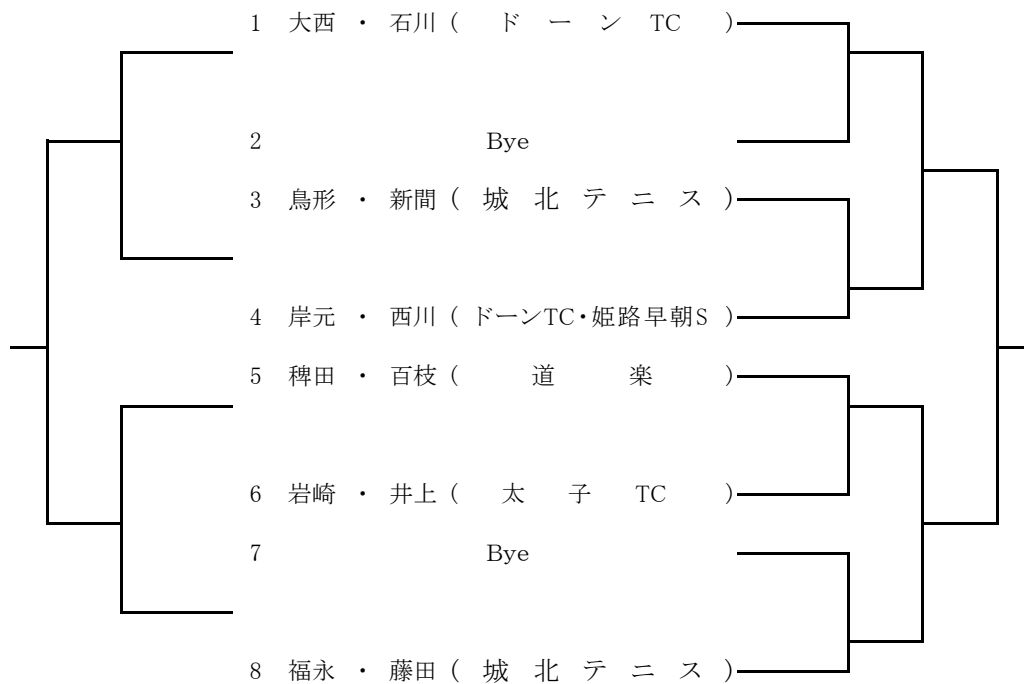 1 大西 ・ 石川 ( ドーン TC )
2 Bye
3 鳥形 ・ 新間 ( 城北テニス )
4 岸元 ・ 西川 ( ドーンTC・姫路早朝S )
5 稗田 ・ 百枝 ( 道楽 )
6 岩崎 ・ 井上 ( 太子 TC )
7 Bye
8 福永 ・ 藤田 ( 城北テニス )